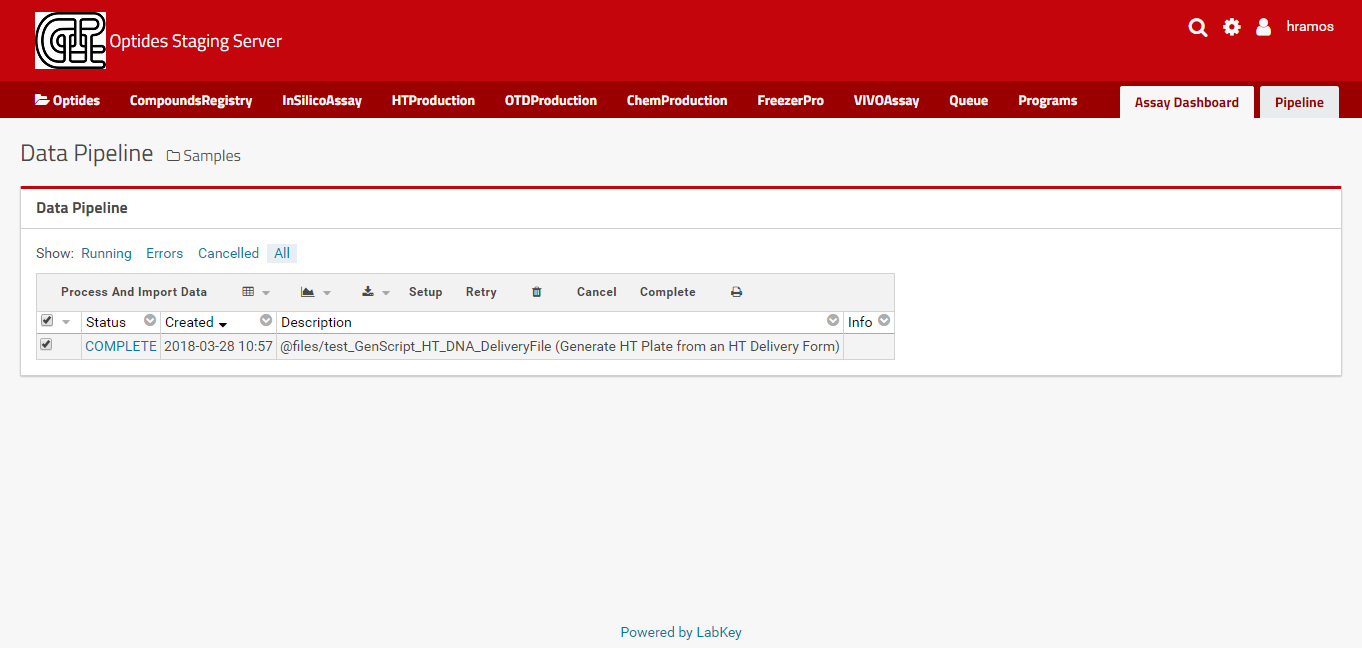 Optides Staging Server
hramos
Optides CompoundsRegistry InSilicoAssay HTProduction OTDProduction ChemProduction FreezerPro VIVOAssay Queue Programs Assay Dashboard Pipeline
Data Pipeline Samples
Data Pipeline
Show: Running Errors Cancelled All
Process And Import Data Setup Retry Cancel Complete
Status Created Description Info
COMPLETE 2018-03-28 10:57 @files/test_GenScript_HT_DNA_DeliveryFile (Generate HT Plate from an HT Delivery Form)
Powered by LabKey